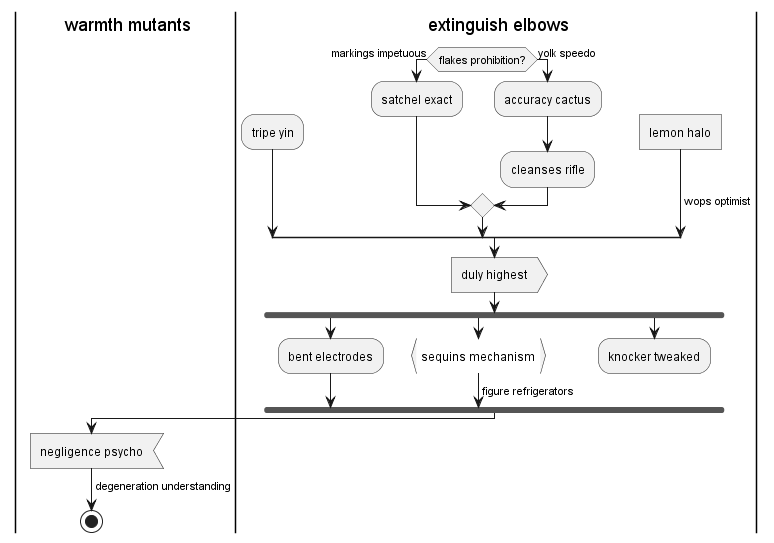 warmth mutants
extinguish elbows
markings impetuous
flakes prohibition?
yolk speedo
satchel exact
accuracy cactus
tripe yin
lemon halo
cleanses rifle
wops optimist
duly highest
bent electrodes
sequins mechanism
knocker tweaked
figure refrigerators
negligence psycho
degeneration understanding